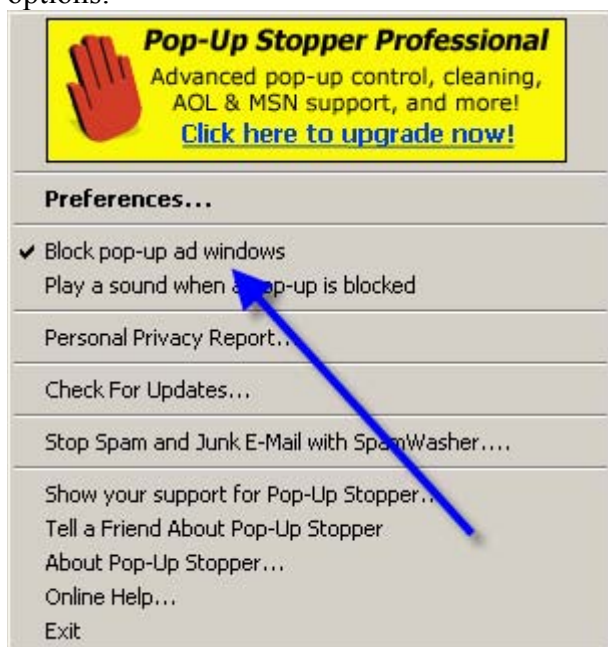 options.
Pop-Up Stopper Professional
Advanced pop-up control, cleaning,
AOL & MSN support, and more!
Click here to upgrade now!
Preferences...
Block pop-up ad windows
Play a sound when a pop-up is blocked
Personal Privacy Report...
Check For Updates...
Stop Spam and Junk E-Mail with SpamWasher....
Show your support for Pop-Up Stopper...
Tell a Friend About Pop-Up Stopper
About Pop-Up Stopper...
Online Help...
Exit